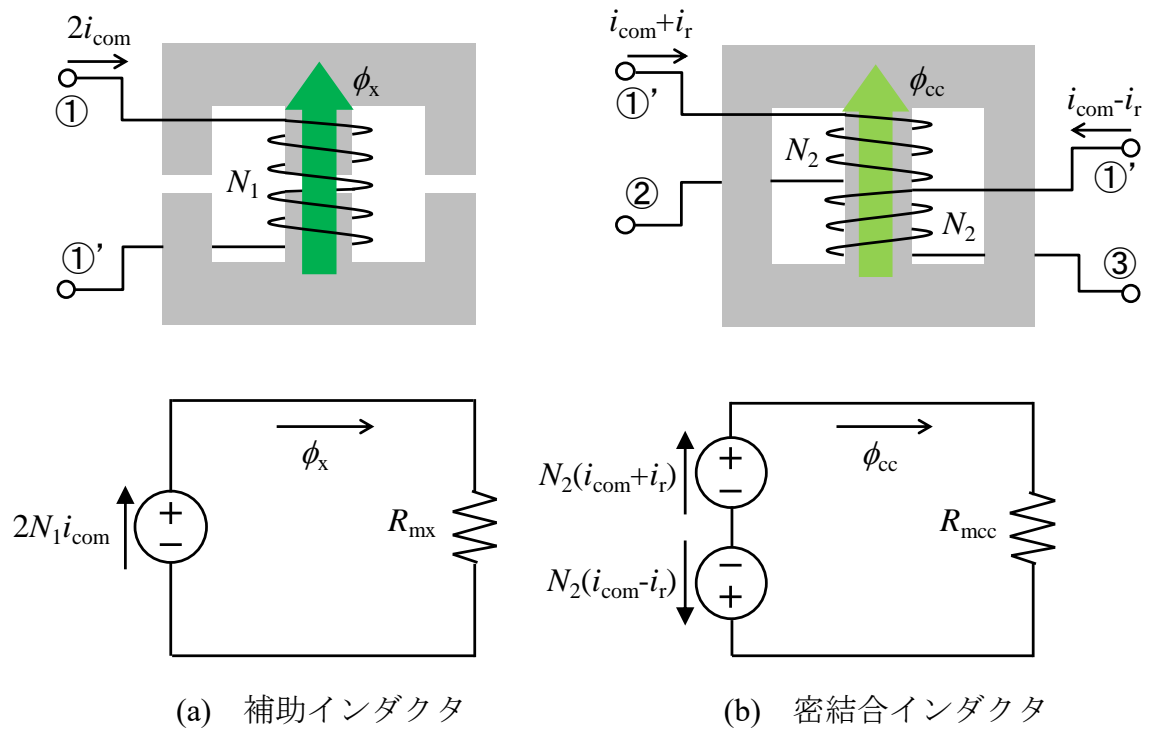 2i_com
①
ϕ_x
N_1
①’
i_com+i_r
①’
ϕ_cc
i_com-i_r
N_2
①’
②
N_2
③
ϕ_x
2N_1i_com
+
−
R_mx
ϕ_cc
N_2(i_com+i_r)
+
−
R_mcc
N_2(i_com-i_r)
−
+
(a) 補助インダクタ
(b) 密結合インダクタ